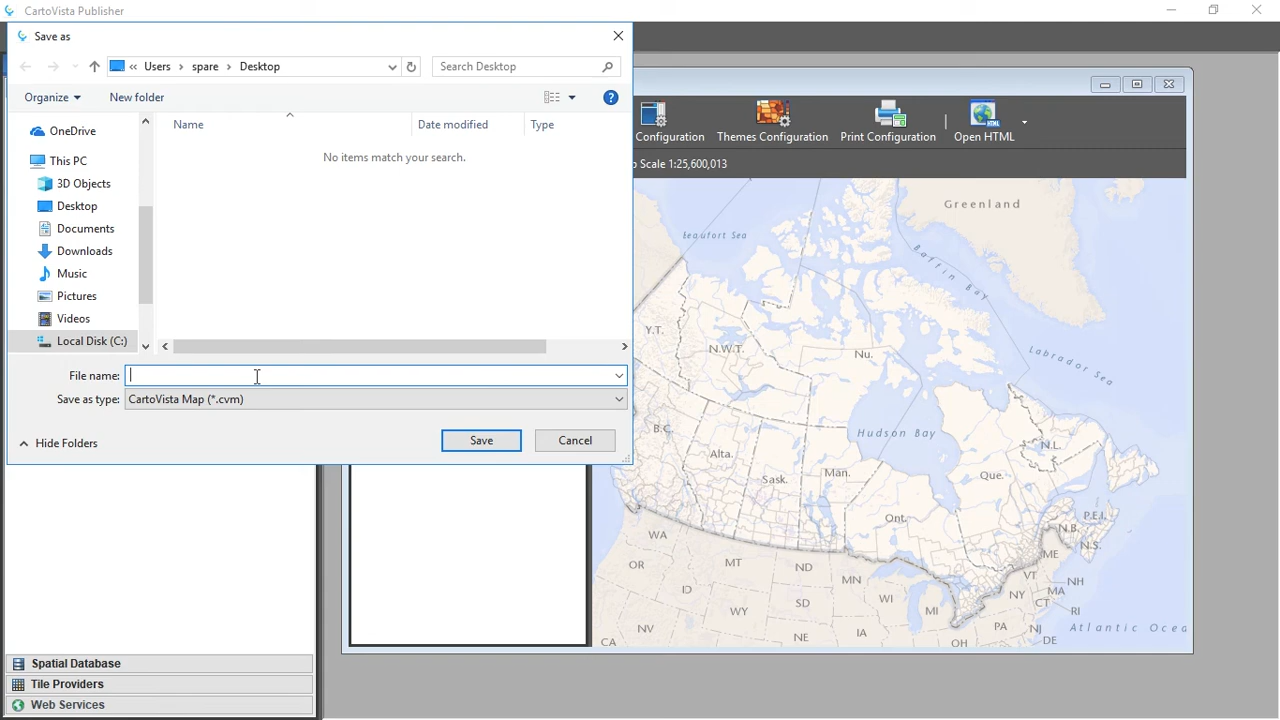 CartoVista Publisher
Save as
« Users › spare › Desktop
Search Desktop
Organize
New folder
OneDrive
This PC
3D Objects
Desktop
Documents
Downloads
Music
Pictures
Videos
Local Disk (C:)
Name
Date modified
Type
No items match your search.
File name:
Save as type: CartoVista Map (*.cvm)
Hide Folders
Save
Cancel
Configuration
Themes Configuration
Print Configuration
Open HTML
Scale 1:25,600,013
Greenland
Beaufort Sea
Baffin Bay
Labrador Sea
Y.T.
N.W.T.
Nu.
Hudson Bay
B.C.
Alta.
Sask.
Man.
Ont.
Que.
N.L.
P.E.I.
N.B.
N.S.
WA
MT
ND
MN
OR
ID
WY
SD
WI
MI
NV
NE
IA
CA
OH
PA
NY
VT
ME
NH
MA
CT
RI
NJ
DE
Atlantic Ocea
Spatial Database
Tile Providers
Web Services